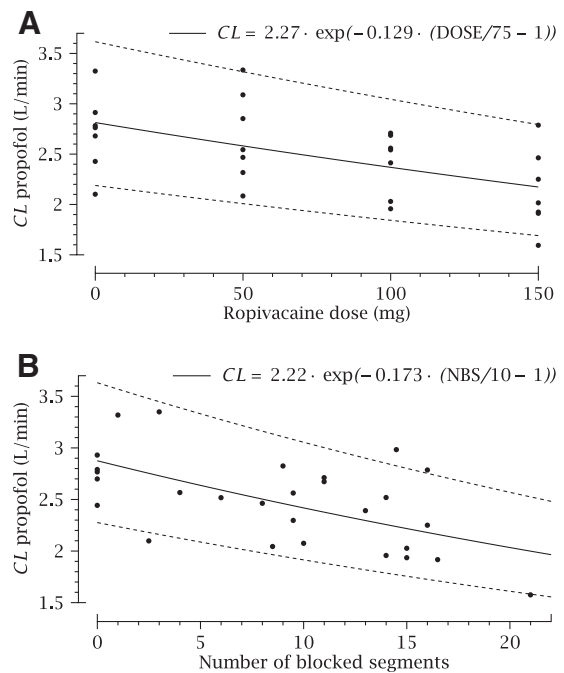 A
CL = 2.27 · exp(−0.129 · (DOSE/75 − 1))
3.5
3
2.5
2
1.5
CL propofol (L/min)
0 50 100 150
Ropivacaine dose (mg)
B
CL = 2.22 · exp(−0.173 · (NBS/10 − 1))
3.5
3
2.5
2
1.5
CL propofol (L/min)
0 5 10 15 20
Number of blocked segments